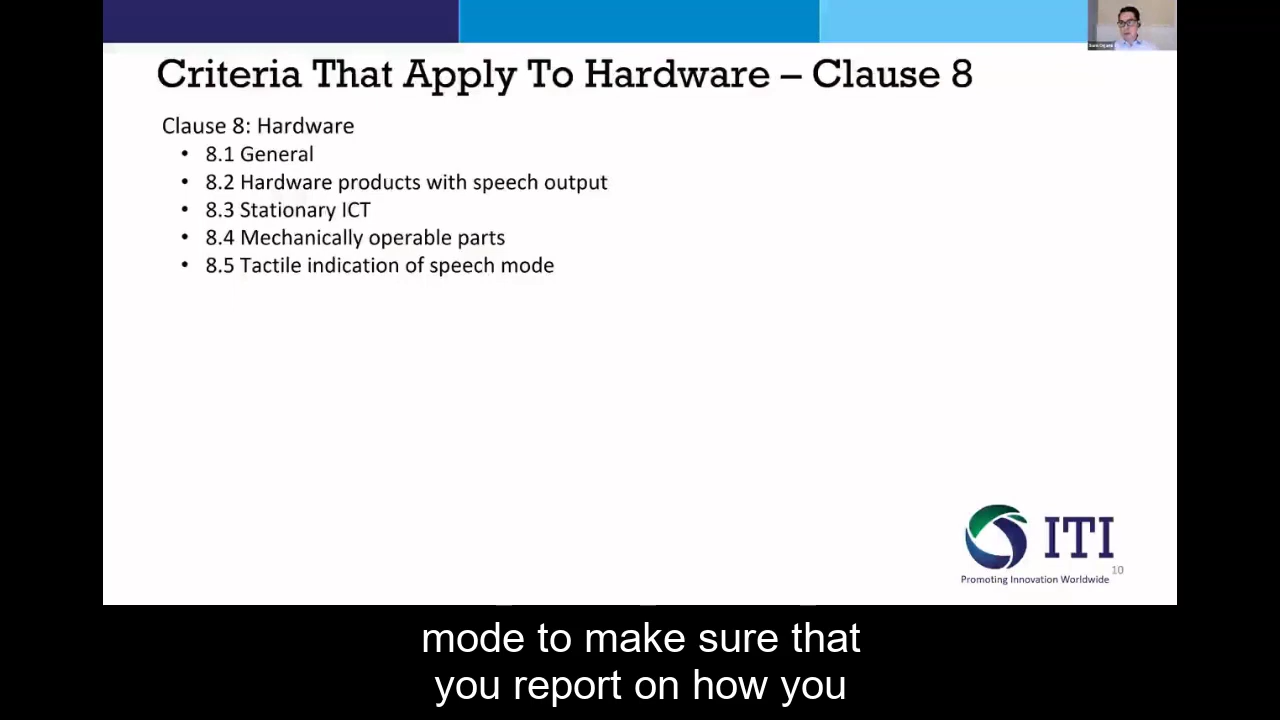 Criteria That Apply To Hardware – Clause 8
Clause 8: Hardware
• 8.1 General
• 8.2 Hardware products with speech output
• 8.3 Stationary ICT
• 8.4 Mechanically operable parts
• 8.5 Tactile indication of speech mode
ITI
10
Promoting Innovation Worldwide
mode to make sure that
you report on how you